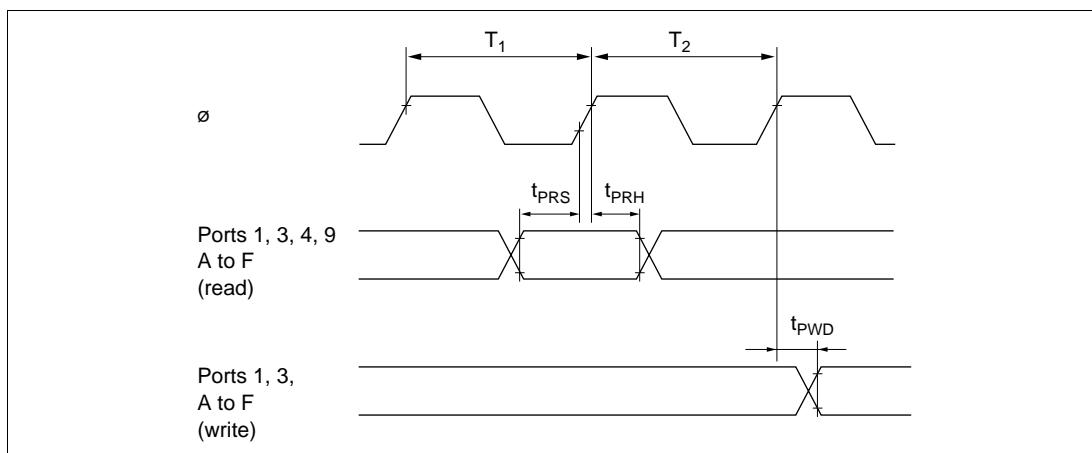 T1 T2
ø
tPRS tPRH
Ports 1, 3, 4, 9
A to F
(read)
tPWD
Ports 1, 3,
A to F
(write)